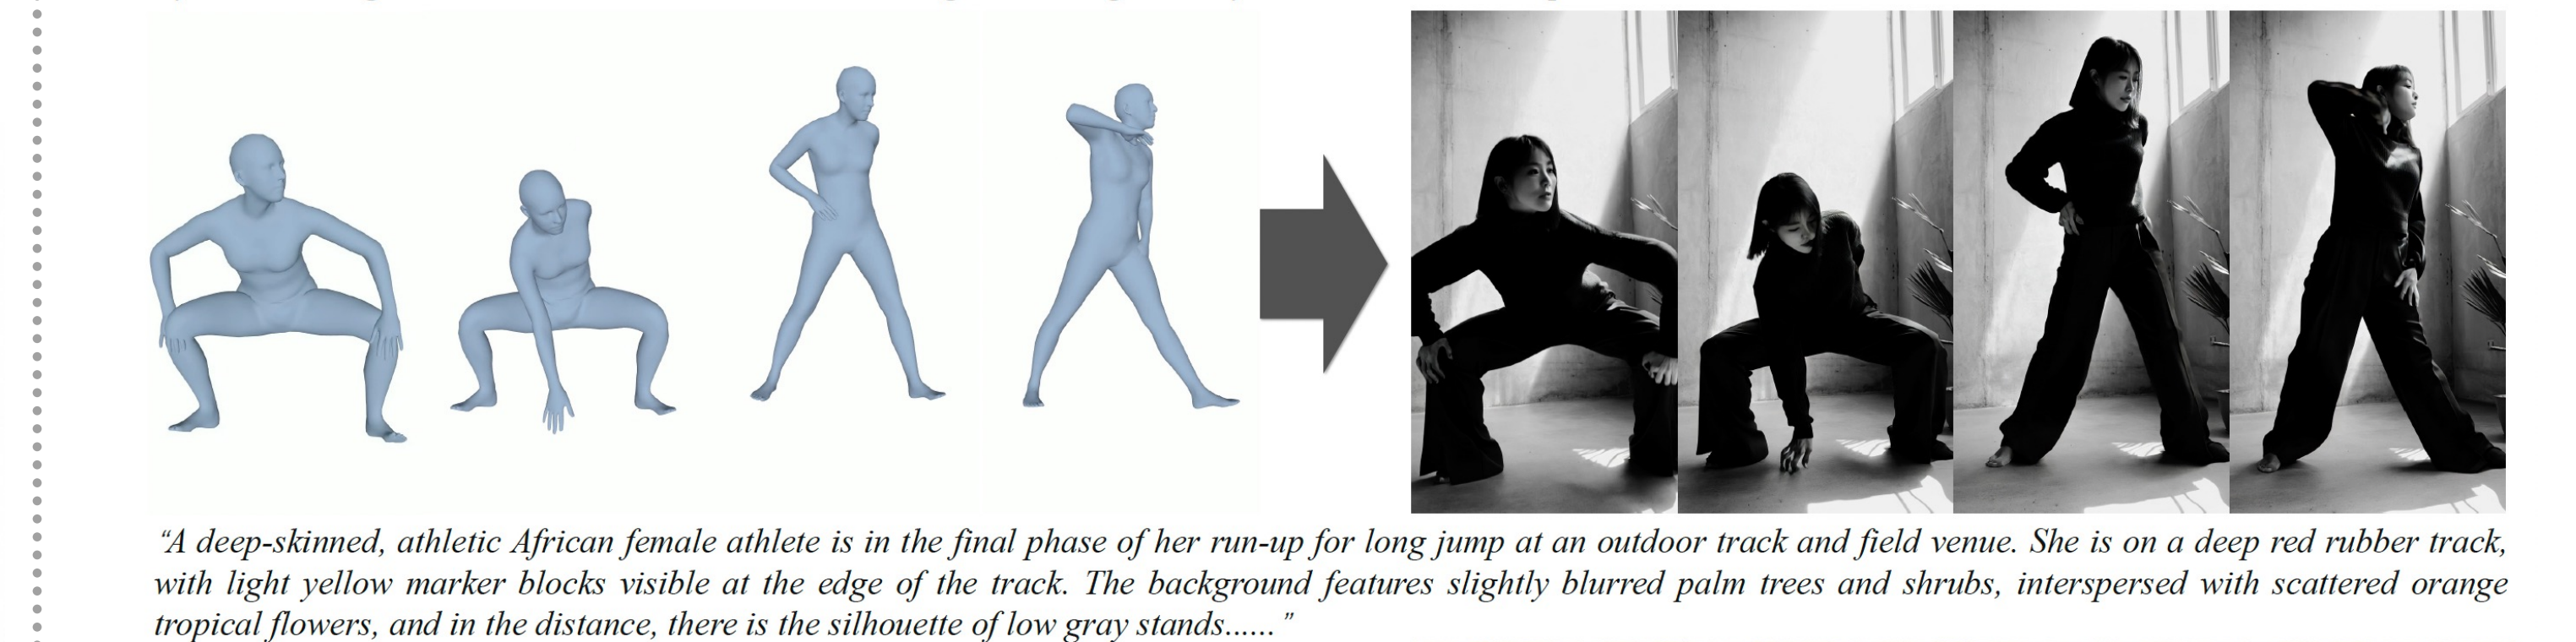 “A deep-skinned, athletic African female athlete is in the final phase of her run-up for long jump at an outdoor track and field venue. She is on a deep red rubber track,
with light yellow marker blocks visible at the edge of the track. The background features slightly blurred palm trees and shrubs, interspersed with scattered orange
tropical flowers, and in the distance, there is the silhouette of low gray stands...... ”